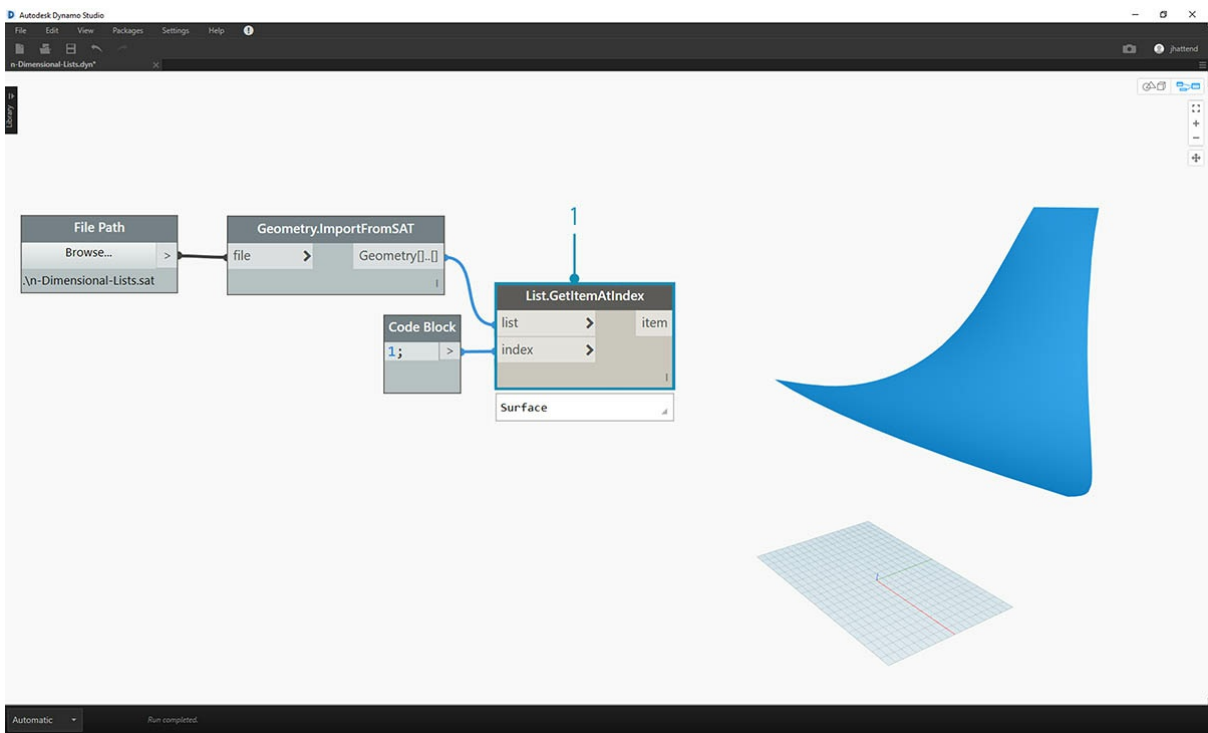 Autodesk Dynamo Studio
File Edit View Packages Settings Help
jhattend
n-Dimensional-Lists.dyn*
Library
File Path
Browse... >
.\n-Dimensional-Lists.sat
Geometry.ImportFromSAT
file Geometry[]..[]
1
List.GetItemAtIndex
list item
index
Code Block
1; >
Surface
Automatic Run completed.